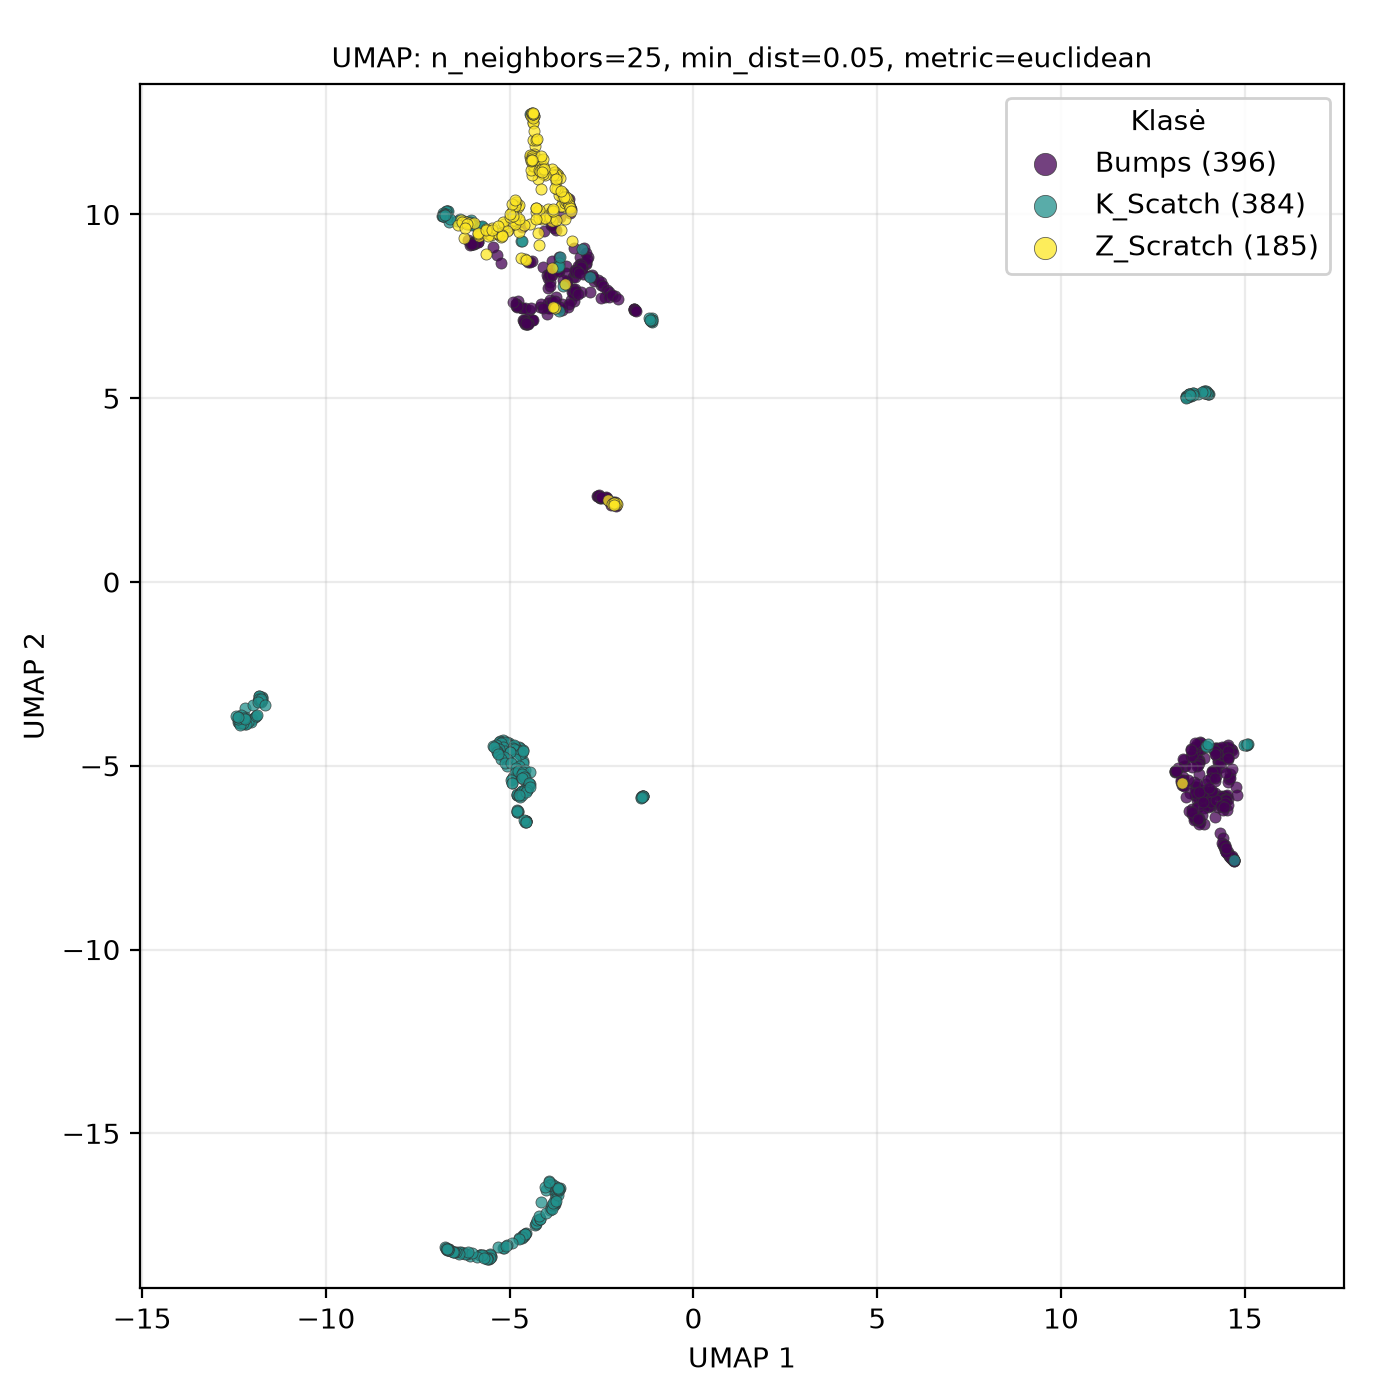 UMAP: n_neighbors=25, min_dist=0.05, metric=euclidean
Klasė
Bumps (396)
K_Scatch (384)
Z_Scratch (185)
10
5
0
−5
−10
−15
UMAP 2
−15
−10
−5
0
5
10
15
UMAP 1